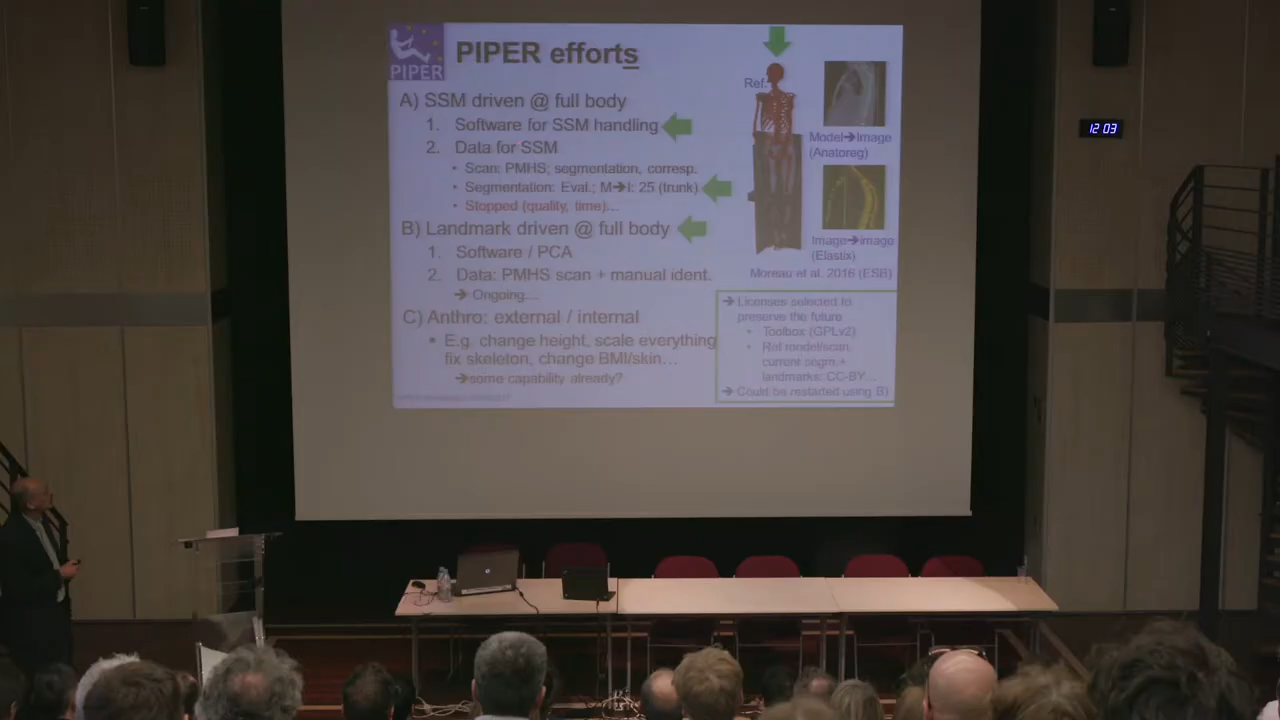 PIPER
PIPER efforts
A) SSM driven @ full body
1. Software for SSM handling
2. Data for SSM
• Scan: PMHS; segmentation, corresp.
• Segmentation: Eval.; M➔I: 25 (trunk)
• Stopped (quality, time)...
B) Landmark driven @ full body
1. Software / PCA
2. Data: PMHS scan + manual ident.
➔ Ongoing...
C) Anthro: external / internal
▪ E.g. change height, scale everything
fix skeleton, change BMI/skin...
➔some capability already?
Ref.
Model➔Image
(Anatoreg)
Image➔image
(Elastix)
Moreau et al. 2016 (ESB)
➔ Licenses selected to
preserve the future
• Toolbox (GPLv2)
• Ref model/scan,
current segm.+
landmarks: CC-BY...
➔ Could be restarted using B)
12 03